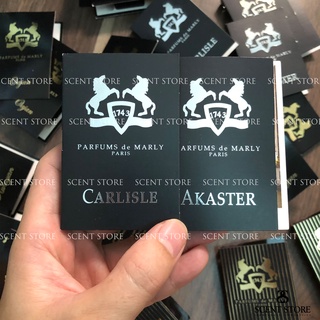 SCENT STORE SCENT STORE SCENT STORE
1743 1743
PARFUMS de MARLY PARFUMS de MARLY
PARIS PARIS
CARLISLE AKASTER
SCENT STORE SCENT STORE SCENT STORE
SCENT STORE